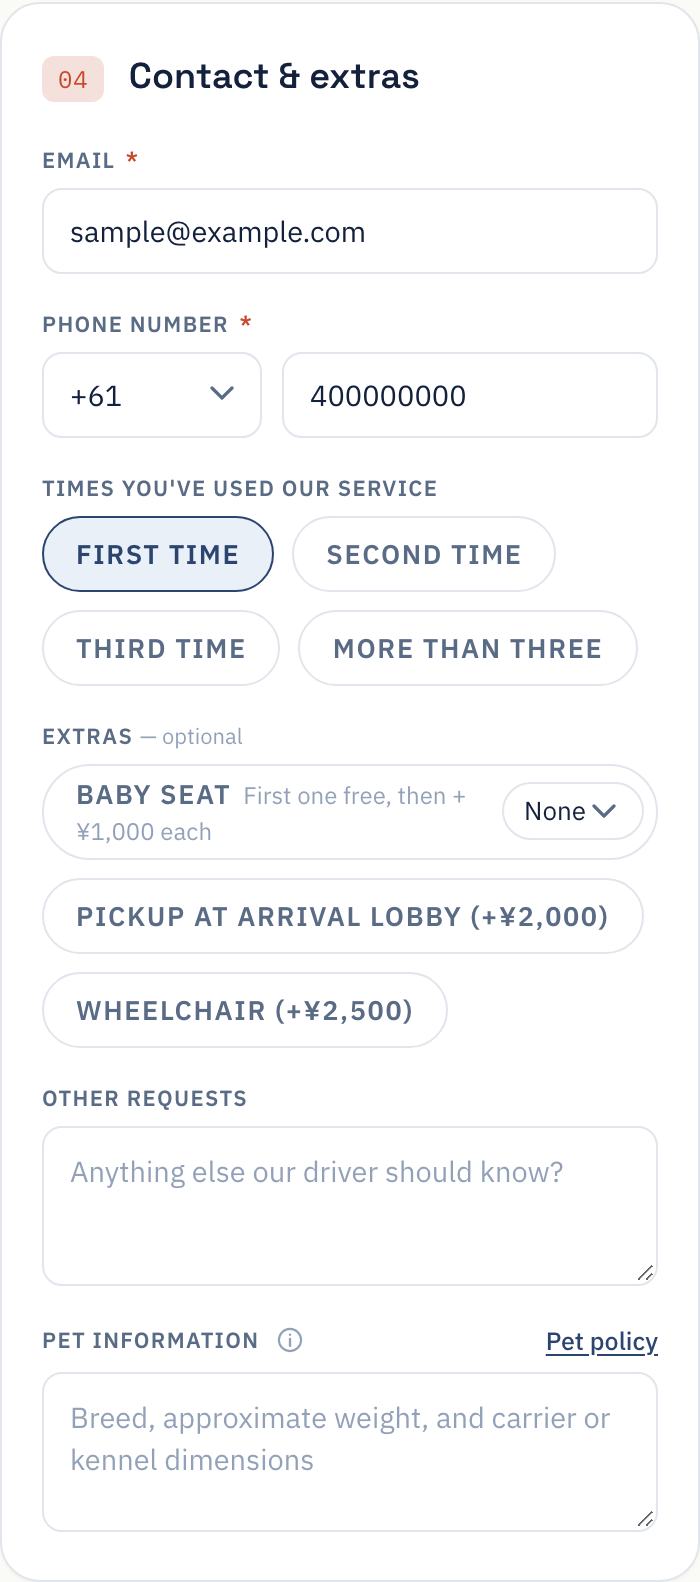 04 Contact & extras
EMAIL *
sample@example.com
PHONE NUMBER *
+61 400000000
TIMES YOU'VE USED OUR SERVICE
FIRST TIME SECOND TIME
THIRD TIME MORE THAN THREE
EXTRAS — optional
BABY SEAT First one free, then +
¥1,000 each
None
PICKUP AT ARRIVAL LOBBY (+¥2,000)
WHEELCHAIR (+¥2,500)
OTHER REQUESTS
Anything else our driver should know?
PET INFORMATION Pet policy
Breed, approximate weight, and carrier or
kennel dimensions